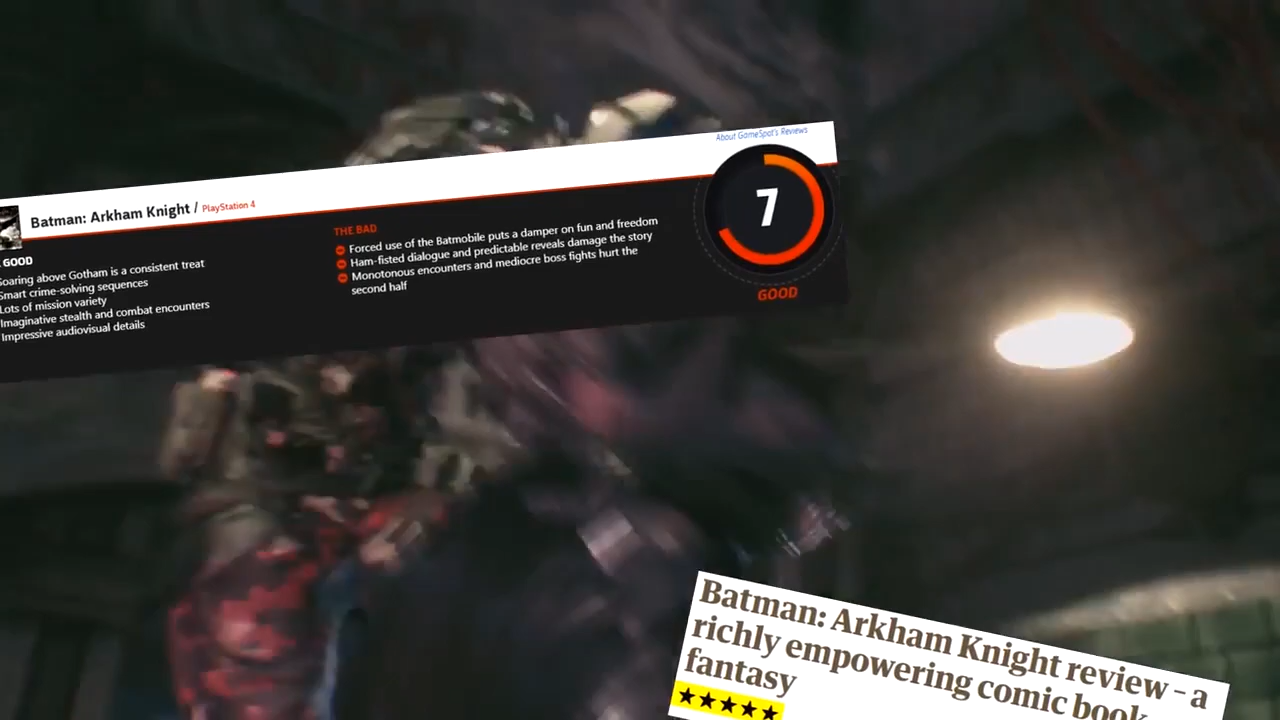 About GameSpot's Reviews
Batman: Arkham Knight / PlayStation 4
7
GOOD
GOOD
Soaring above Gotham is a consistent treat
Smart crime-solving sequences
Lots of mission variety
Imaginative stealth and combat encounters
Impressive audiovisual details
THE BAD
Forced use of the Batmobile puts a damper on fun and freedom
Ham-fisted dialogue and predictable reveals damage the story
Monotonous encounters and mediocre boss fights hurt the
second half
Batman: Arkham Knight review – a
richly empowering comic book
fantasy
★★★★★